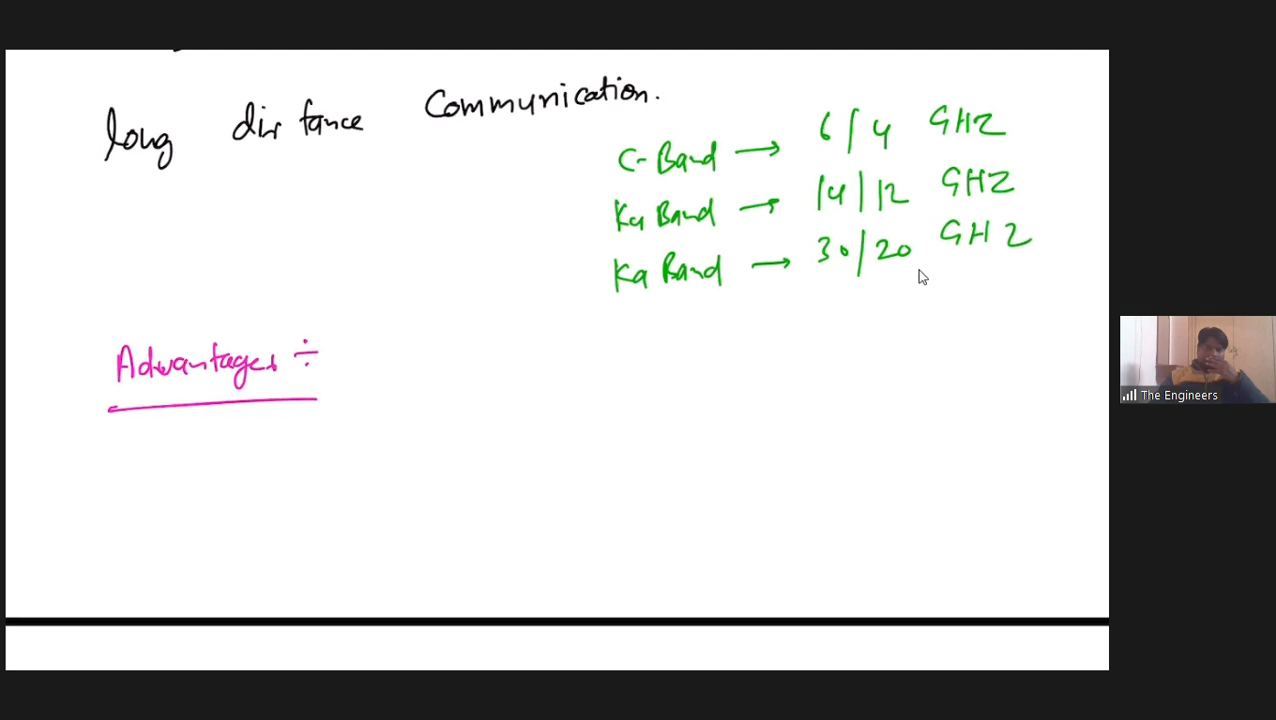 long distance Communication.
C-Band → 6/4 GHZ
Ku Band → 14/12 GHZ
Ka Band → 30/20 GHZ
Advantages ÷
The Engineers